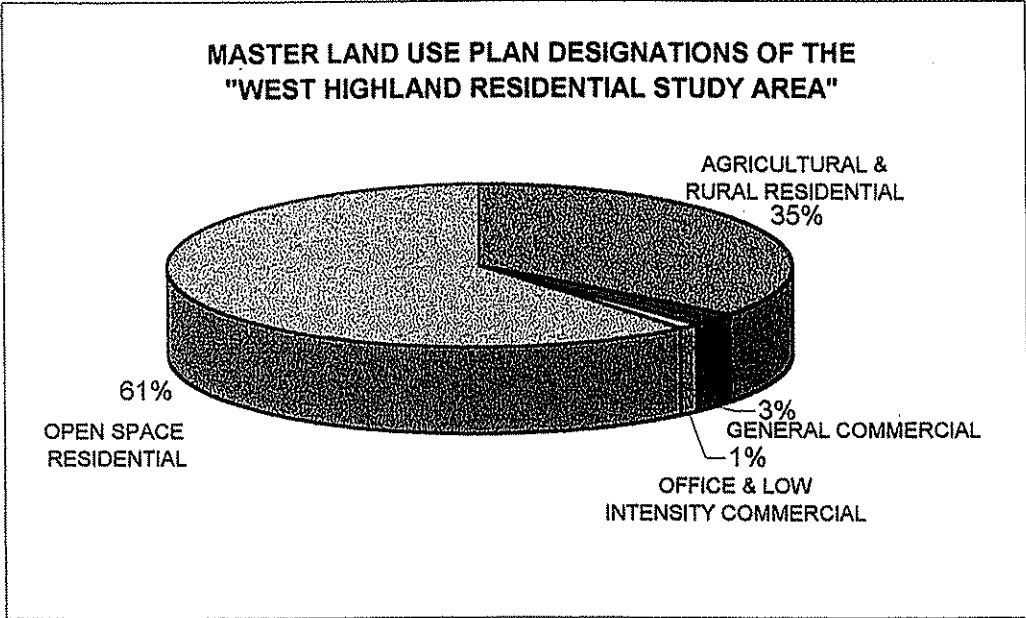 MASTER LAND USE PLAN DESIGNATIONS OF THE
"WEST HIGHLAND RESIDENTIAL STUDY AREA"
AGRICULTURAL &
RURAL RESIDENTIAL
35%
61%
OPEN SPACE
RESIDENTIAL
3%
GENERAL COMMERCIAL
1%
OFFICE & LOW
INTENSITY COMMERCIAL